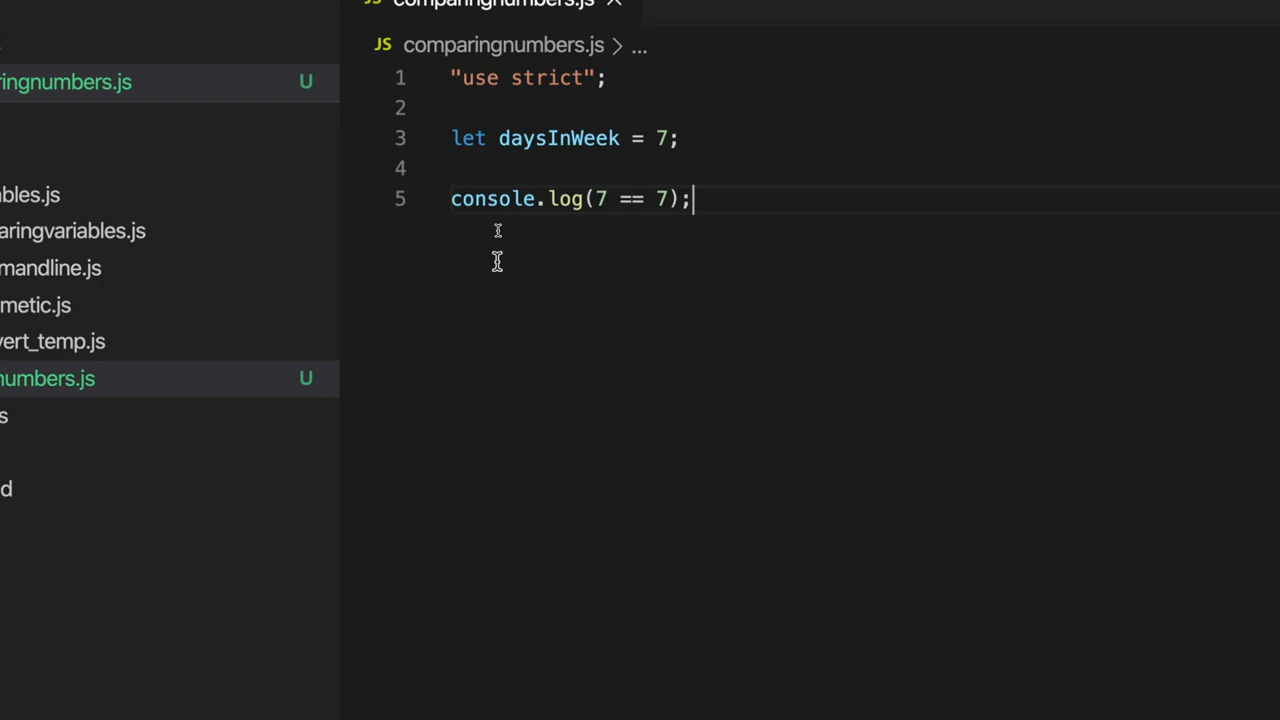 comparingnumbers.js
JS comparingnumbers.js > ...
ringnumbers.js U
bles.js
aringvariables.js
mandline.js
metic.js
vert_temp.js
numbers.js U
s
d
1 "use strict";
2
3 let daysInWeek = 7;
4
5 console.log(7 == 7);